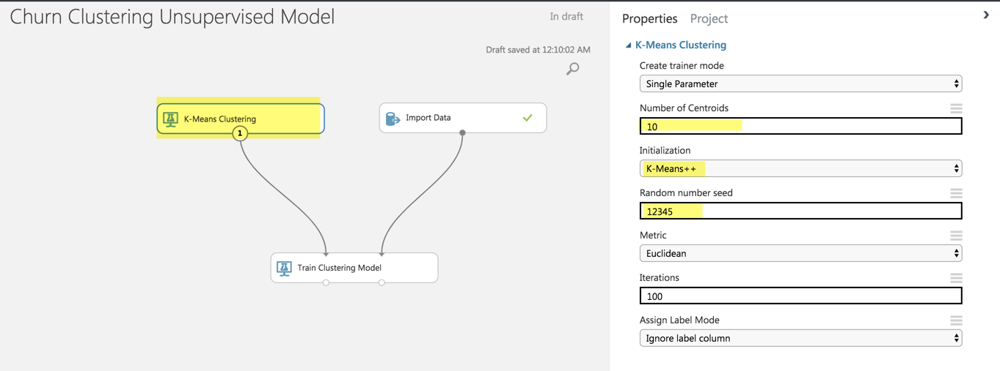 Churn Clustering Unsupervised Model
In draft
Draft saved at 12:10:02 AM
K-Means Clustering
1
Import Data
Train Clustering Model
Properties Project
K-Means Clustering
Create trainer mode
Single Parameter
Number of Centroids
10
Initialization
K-Means++
Random number seed
12345
Metric
Euclidean
Iterations
100
Assign Label Mode
Ignore label column